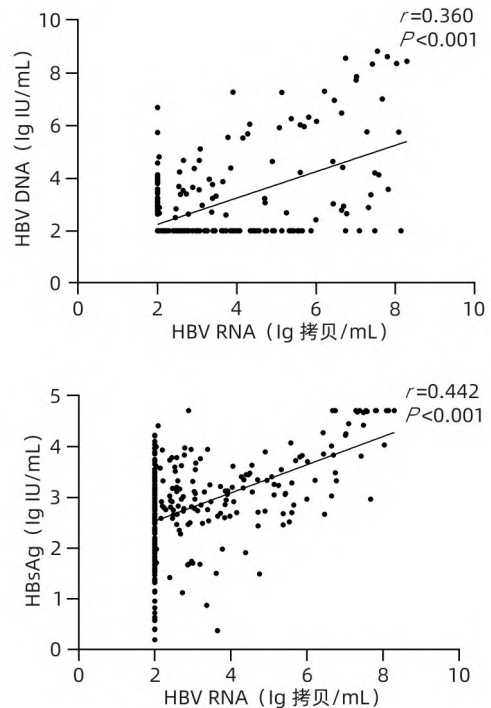 r=0.360
P<0.001
10
8
6
4
2
0
HBV DNA（lg IU/mL）
0 2 4 6 8 10
HBV RNA（lg 拷贝/mL）
r=0.442
P<0.001
5
4
3
2
1
0
HBsAg（lg IU/mL）
0 2 4 6 8 10
HBV RNA（lg 拷贝/mL）